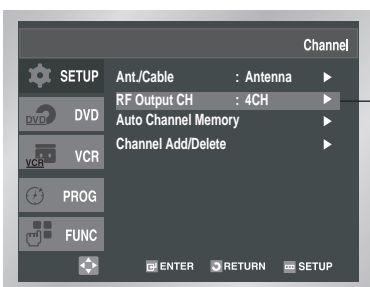 Channel
SETUP
Ant./Cable : Antenna ►
RF Output CH : 4CH ►
DVD DVD
Auto Channel Memory ►
Channel Add/Delete ►
VCR VCR
PROG
FUNC
ENTER RETURN SETUP